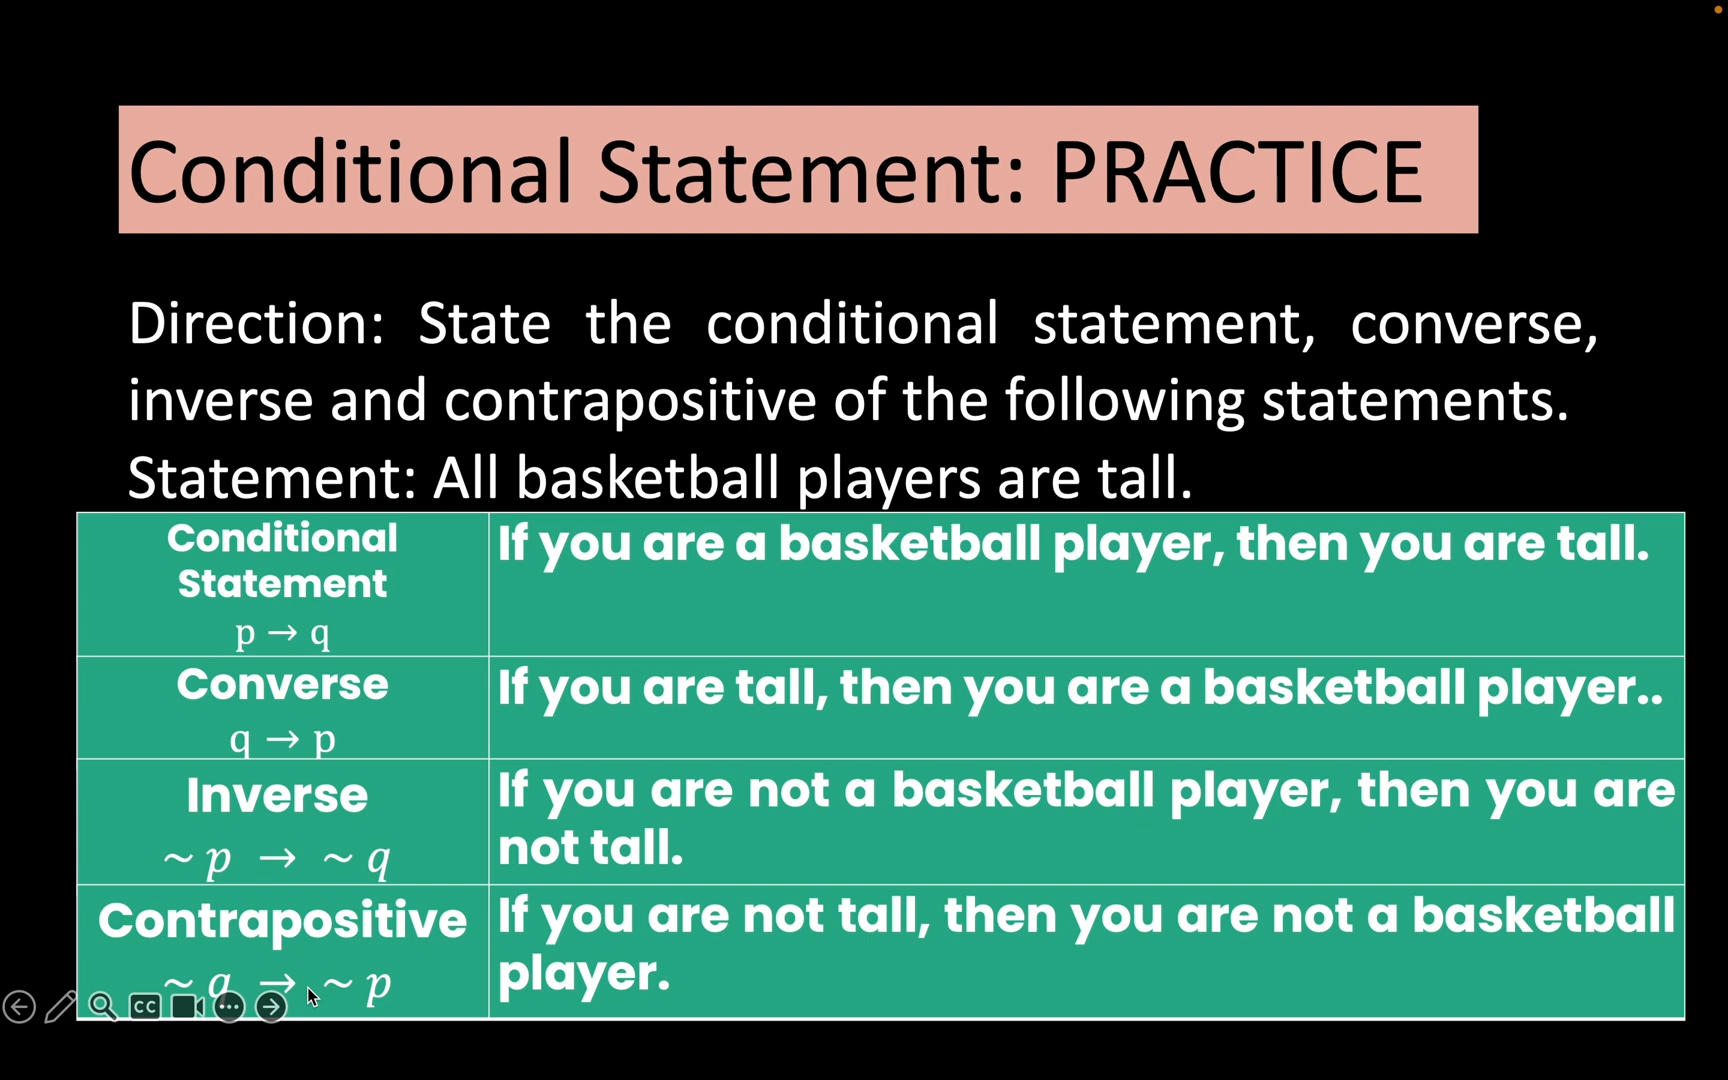 Conditional Statement: PRACTICE
Direction: State the conditional statement, converse,
inverse and contrapositive of the following statements.
Statement: All basketball players are tall.
Conditional
Statement
p → q
If you are a basketball player, then you are tall.
Converse
q → p
If you are tall, then you are a basketball player..
Inverse
~ p → ~ q
If you are not a basketball player, then you are
not tall.
Contrapositive
~ q → ~ p
If you are not tall, then you are not a basketball
player.
CC